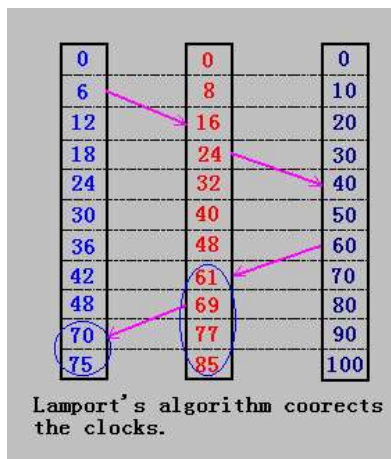 0 0 0
6 8 10
12 16 20
18 24 30
24 32 40
30 40 50
36 48 60
42 61 70
48 69 80
70 77 90
75 85 100
Lamport's algorithm coorects
the clocks.